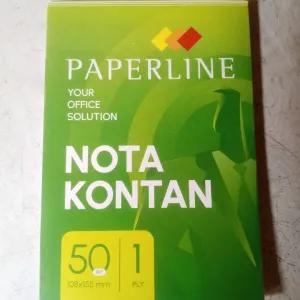 PAPERLINE
YOUR
OFFICE
SOLUTION
NOTA
KONTAN
50 1
108x155 mm PLY